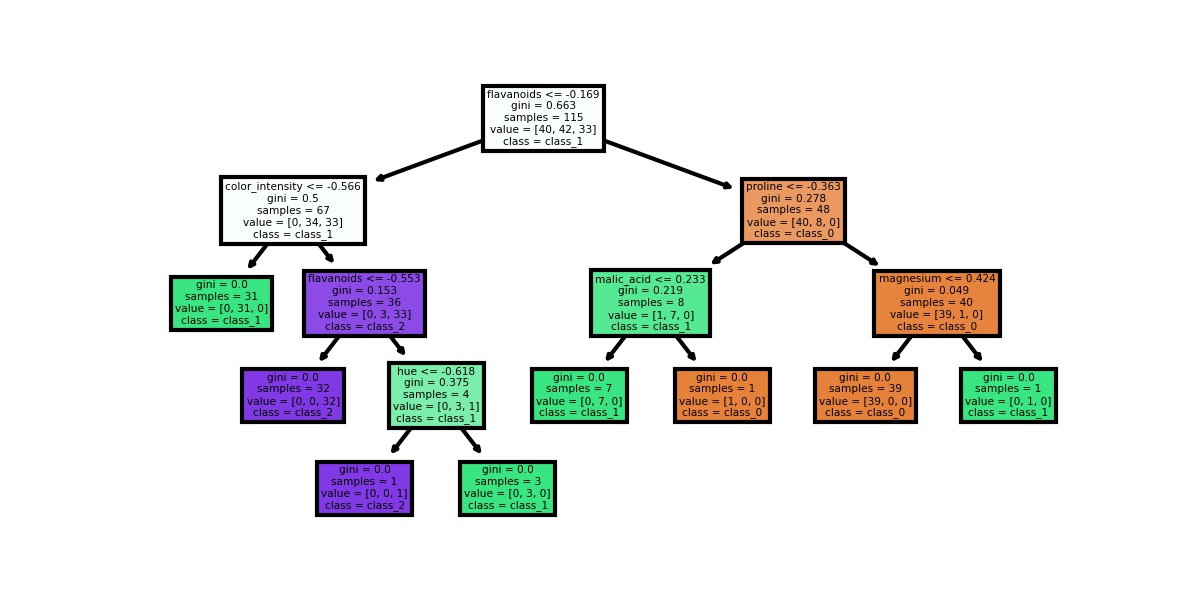 flavanoids <= -0.169
gini = 0.663
samples = 115
value = [40, 42, 33]
class = class_1
color_intensity <= -0.566
gini = 0.5
samples = 67
value = [0, 34, 33]
class = class_1
proline <= -0.363
gini = 0.278
samples = 48
value = [40, 8, 0]
class = class_0
gini = 0.0
samples = 31
value = [0, 31, 0]
class = class_1
flavanoids <= -0.553
gini = 0.153
samples = 36
value = [0, 3, 33]
class = class_2
malic_acid <= 0.233
gini = 0.219
samples = 8
value = [1, 7, 0]
class = class_1
magnesium <= 0.424
gini = 0.049
samples = 40
value = [39, 1, 0]
class = class_0
gini = 0.0
samples = 32
value = [0, 0, 32]
class = class_2
hue <= -0.618
gini = 0.375
samples = 4
value = [0, 3, 1]
class = class_1
gini = 0.0
samples = 7
value = [0, 7, 0]
class = class_1
gini = 0.0
samples = 1
value = [1, 0, 0]
class = class_0
gini = 0.0
samples = 39
value = [39, 0, 0]
class = class_0
gini = 0.0
samples = 1
value = [0, 1, 0]
class = class_1
gini = 0.0
samples = 1
value = [0, 0, 1]
class = class_2
gini = 0.0
samples = 3
value = [0, 3, 0]
class = class_1